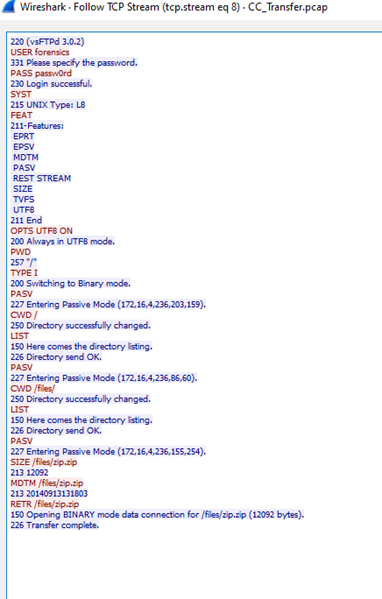 Wireshark · Follow TCP Stream (tcp.stream eq 8) · CC_Transfer.pcap
220 (vsFTPd 3.0.2)
USER forensics
331 Please specify the password.
PASS passw0rd
230 Login successful.
SYST
215 UNIX Type: L8
FEAT
211-Features:
EPRT
EPSV
MDTM
PASV
REST STREAM
SIZE
TVFS
UTF8
211 End
OPTS UTF8 ON
200 Always in UTF8 mode.
PWD
257 "/"
TYPE I
200 Switching to Binary mode.
PASV
227 Entering Passive Mode (172,16,4,236,203,159).
CWD /
250 Directory successfully changed.
LIST
150 Here comes the directory listing.
226 Directory send OK.
PASV
227 Entering Passive Mode (172,16,4,236,86,60).
CWD /files/
250 Directory successfully changed.
LIST
150 Here comes the directory listing.
226 Directory send OK.
PASV
227 Entering Passive Mode (172,16,4,236,155,254).
SIZE /files/zip.zip
213 12092
MDTM /files/zip.zip
213 20140913131803
RETR /files/zip.zip
150 Opening BINARY mode data connection for /files/zip.zip (12092 bytes).
226 Transfer complete.